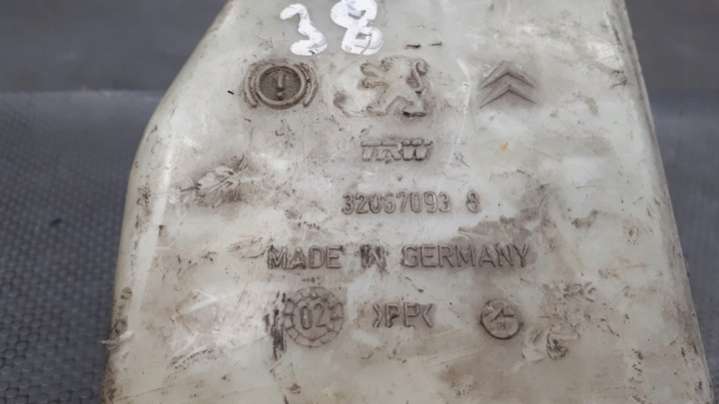 38
TRW
32067093 8
MADE IN GERMANY
02 >PP<